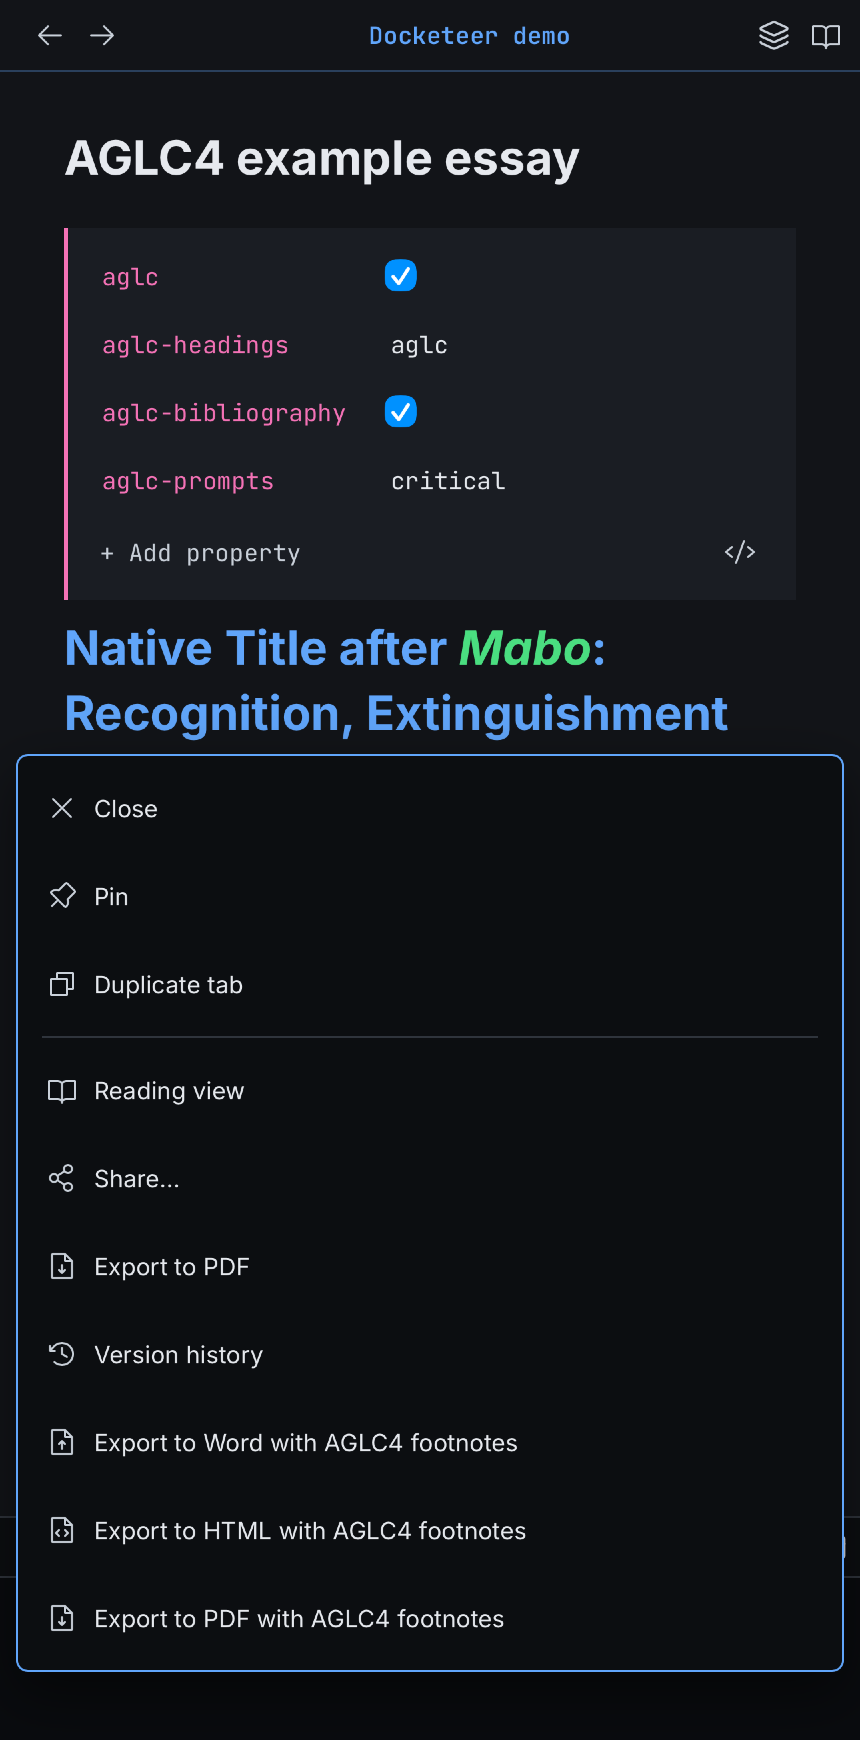 Docketeer demo
AGLC4 example essay
aglc
aglc-headings aglc
aglc-bibliography
aglc-prompts critical
+ Add property </>
Native Title after Mabo:
Recognition, Extinguishment
Close
Pin
Duplicate tab
Reading view
Share...
Export to PDF
Version history
Export to Word with AGLC4 footnotes
Export to HTML with AGLC4 footnotes
Export to PDF with AGLC4 footnotes